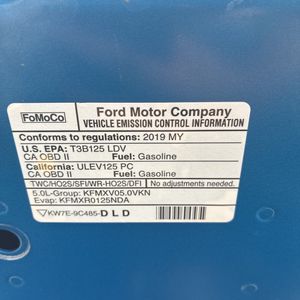 FoMoCo
Ford Motor Company
VEHICLE EMISSION CONTROL INFORMATION
Conforms to regulations: 2019 MY
U.S. EPA: T3B125 LDV
CA OBD II Fuel: Gasoline
California: ULEV125 PC
CA OBD II Fuel: Gasoline
TWC/HO2S/SFI/WR-HO2S/DFI No adjustments needed.
5.0L-Group: KFMXV05.0VKN
Evap: KFMXR0125NDA
KW7E-9C485-DLD